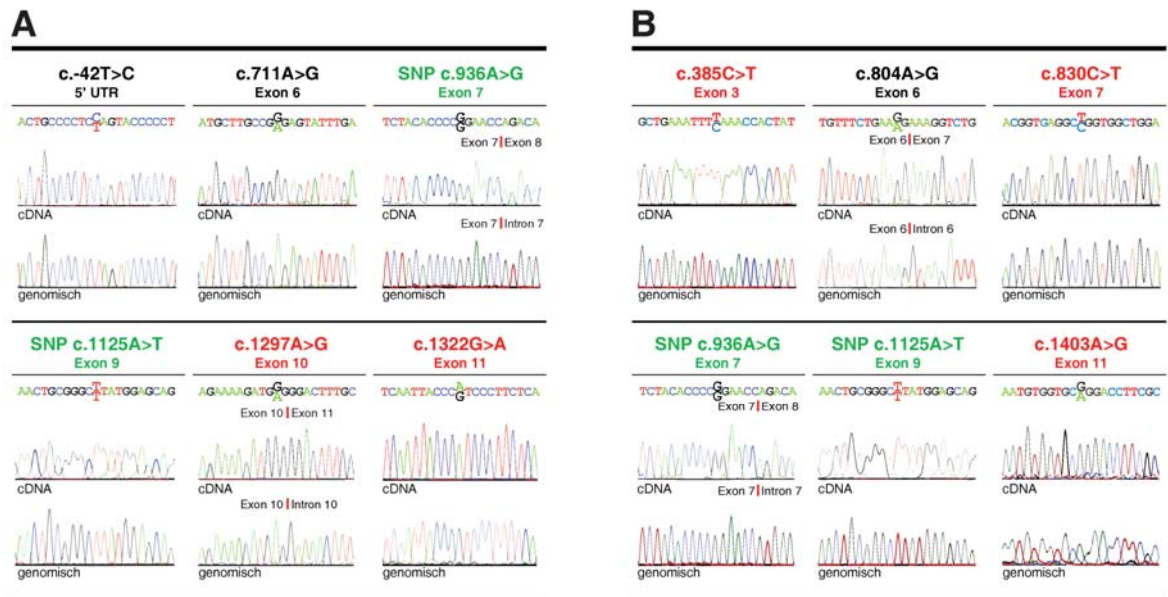 A
c.-42T>C
5' UTR
ACTGCCCCTCCAGTACCCCCT
T
cDNA
genomisch
c.711A>G
Exon 6
ATGCTTGCCGGGAGTATTTGA
A
cDNA
genomisch
SNP c.936A>G
Exon 7
TCTACACCCCGGAACCAGACA
G
Exon 7 | Exon 8
cDNA
Exon 7 | Intron 7
genomisch
SNP c.1125A>T
Exon 9
AACTGCGGGCTTATGGAGCAG
T
cDNA
genomisch
c.1297A>G
Exon 10
AGAAAAGATGGGGGACTTTGC
A
Exon 10 | Exon 11
cDNA
Exon 10 | Intron 10
genomisch
c.1322G>A
Exon 11
TCAATTACCCATCCCTTCTCA
G
cDNA
genomisch
B
c.385C>T
Exon 3
GCTGAAATTTTAAACCACTAT
C
cDNA
genomisch
c.804A>G
Exon 6
TGTTTCTGAAGGAAAGGTCTG
A
Exon 6 | Exon 7
cDNA
Exon 6 | Intron 6
genomisch
c.830C>T
Exon 7
ACGGTGAGGCTGGTGGCTGGA
C
cDNA
genomisch
SNP c.936A>G
Exon 7
TCTACACCCCGGAACCAGACA
G
Exon 7 | Exon 8
cDNA
Exon 7 | Intron 7
genomisch
SNP c.1125A>T
Exon 9
AACTGCGGGCTTATGGAGCAG
T
cDNA
genomisch
c.1403A>G
Exon 11
AATGTGGTGCGGGACCTTCGC
A
cDNA
genomisch